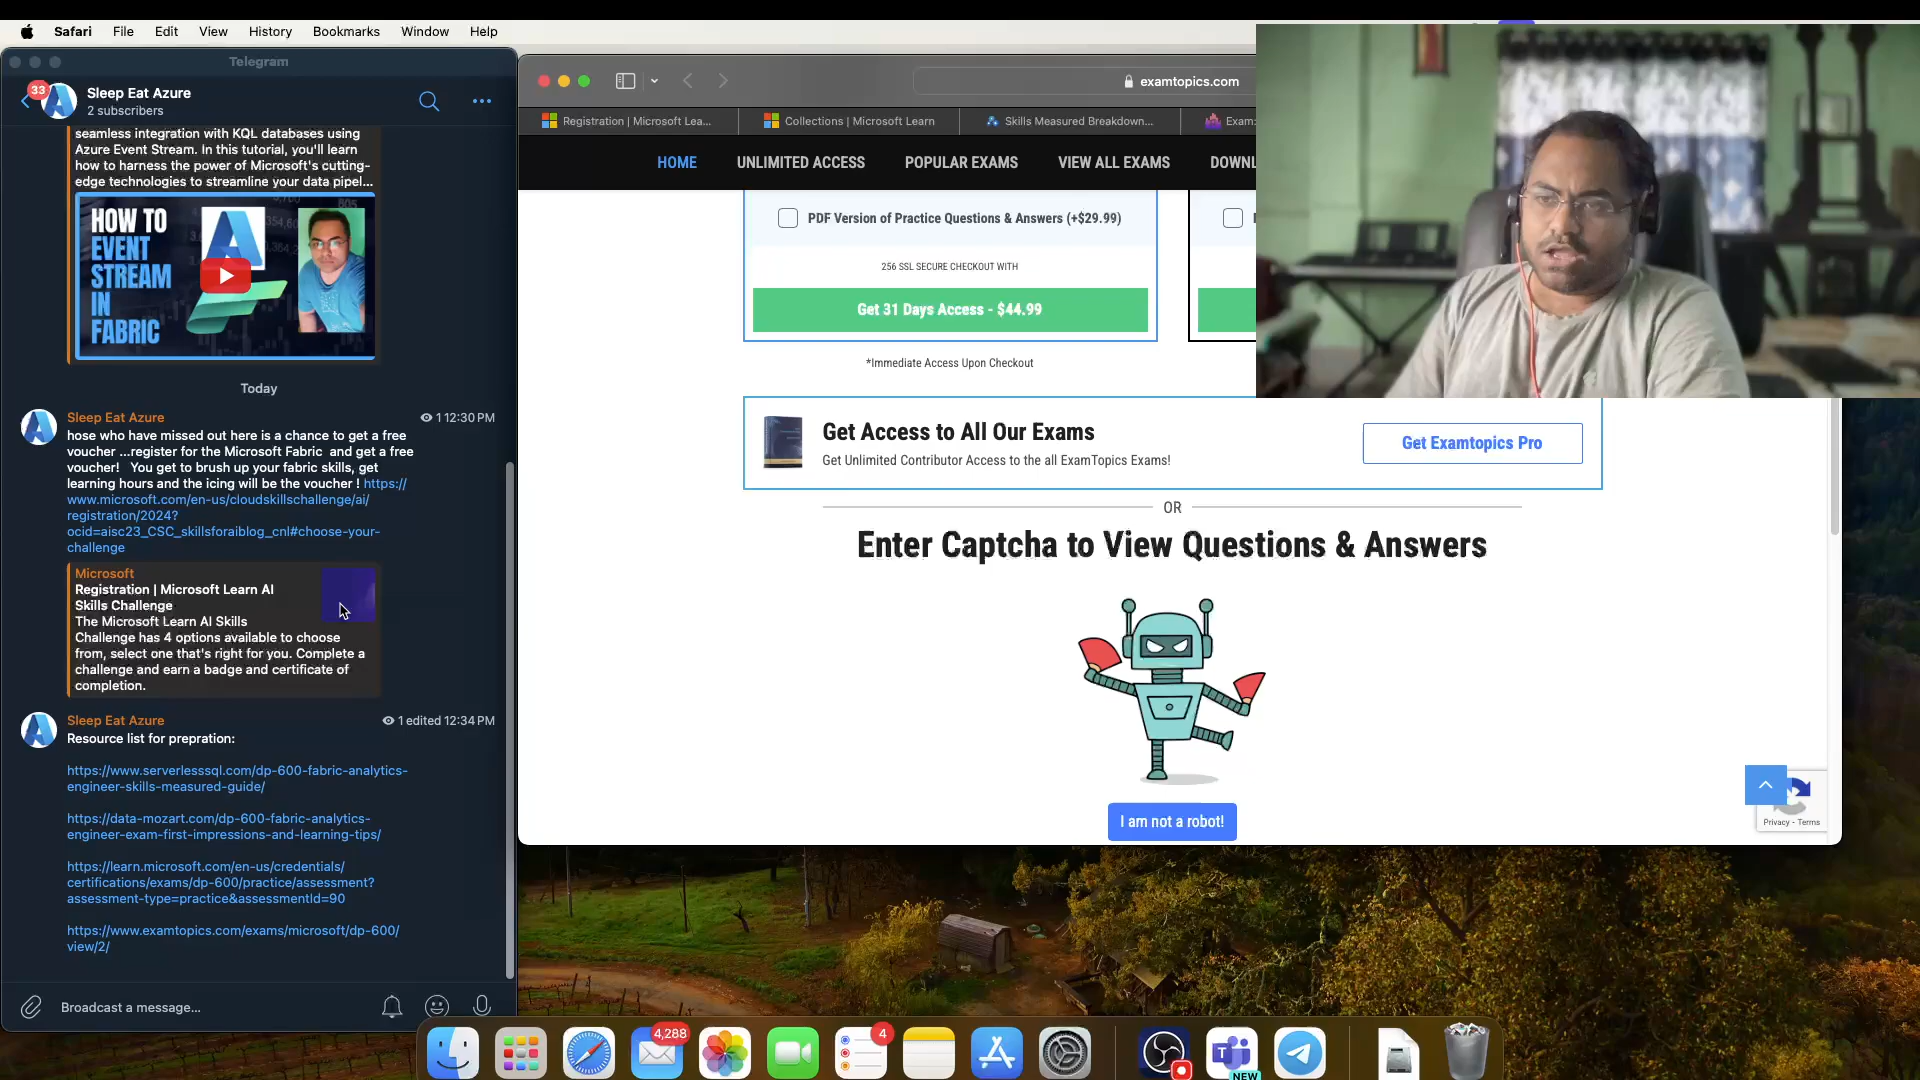 Safari File Edit View History Bookmarks Window Help
Telegram
33
Sleep Eat Azure
2 subscribers
seamless integration with KQL databases using
Azure Event Stream. In this tutorial, you'll learn
how to harness the power of Microsoft's cutting-
edge technologies to streamline your data pipel...
HOW TO
EVENT
STREAM
IN
FABRIC
Today
Sleep Eat Azure 1 12:30 PM
hose who have missed out here is a chance to get a free
voucher ...register for the Microsoft Fabric and get a free
voucher! You get to brush up your fabric skills, get
learning hours and the icing will be the voucher ! https://
www.microsoft.com/en-us/cloudskillschallenge/ai/
registration/2024?
ocid=aisc23_CSC_skillsforaiblog_cnl#choose-your-
challenge
Microsoft
Registration | Microsoft Learn AI
Skills Challenge
The Microsoft Learn AI Skills
Challenge has 4 options available to choose
from, select one that's right for you. Complete a
challenge and earn a badge and certificate of
completion.
Sleep Eat Azure 1 edited 12:34 PM
Resource list for prepration:
https://www.serverlesssql.com/dp-600-fabric-analytics-
engineer-skills-measured-guide/
https://data-mozart.com/dp-600-fabric-analytics-
engineer-exam-first-impressions-and-learning-tips/
https://learn.microsoft.com/en-us/credentials/
certifications/exams/dp-600/practice/assessment?
assessment-type=practice&assessmentId=90
https://www.examtopics.com/exams/microsoft/dp-600/
view/2/
Broadcast a message...
examtopics.com
Registration | Microsoft Lea... Collections | Microsoft Learn Skills Measured Breakdown... Exam:
HOME UNLIMITED ACCESS POPULAR EXAMS VIEW ALL EXAMS DOWNL
PDF Version of Practice Questions & Answers (+$29.99)
256 SSL SECURE CHECKOUT WITH
Get 31 Days Access - $44.99
*Immediate Access Upon Checkout
Get Access to All Our Exams
Get Unlimited Contributor Access to the all ExamTopics Exams!
Get Examtopics Pro
OR
Enter Captcha to View Questions & Answers
I am not a robot!
Privacy - Terms
4,288
4
NEW